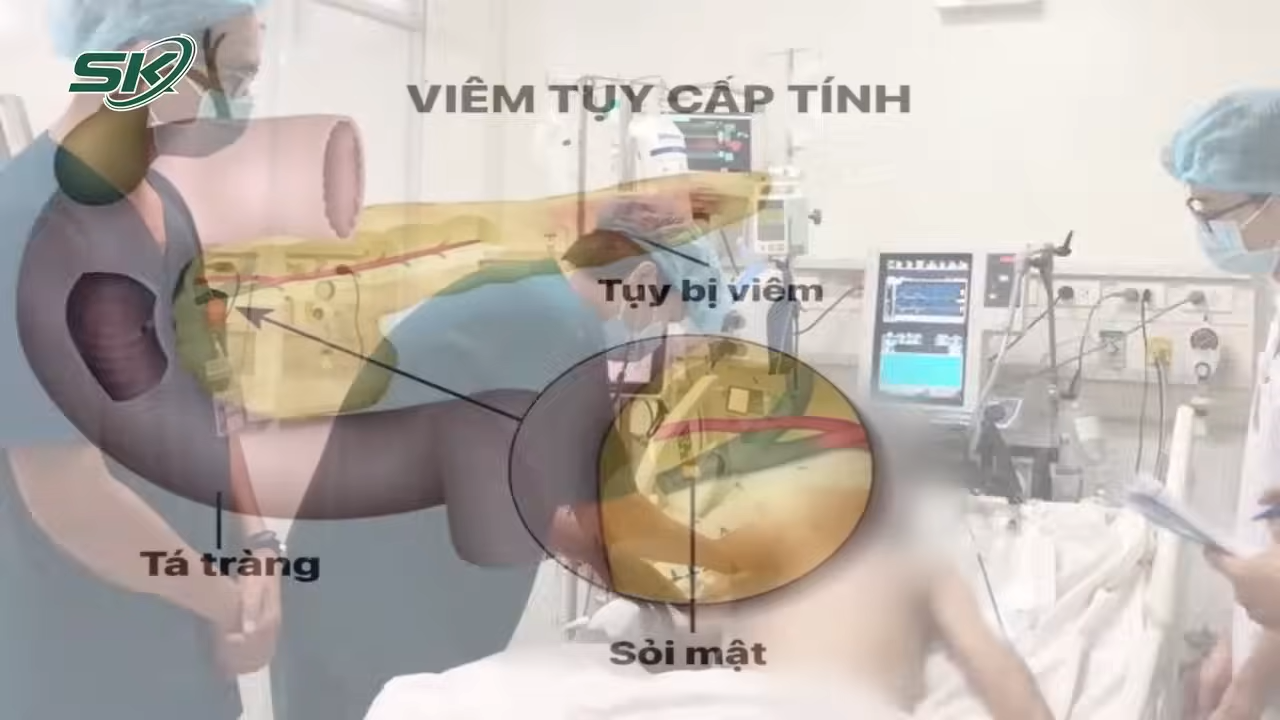 SK
VIÊM TỤY CẤP TÍNH
Tụy bị viêm
Tá tràng
Sỏi mật